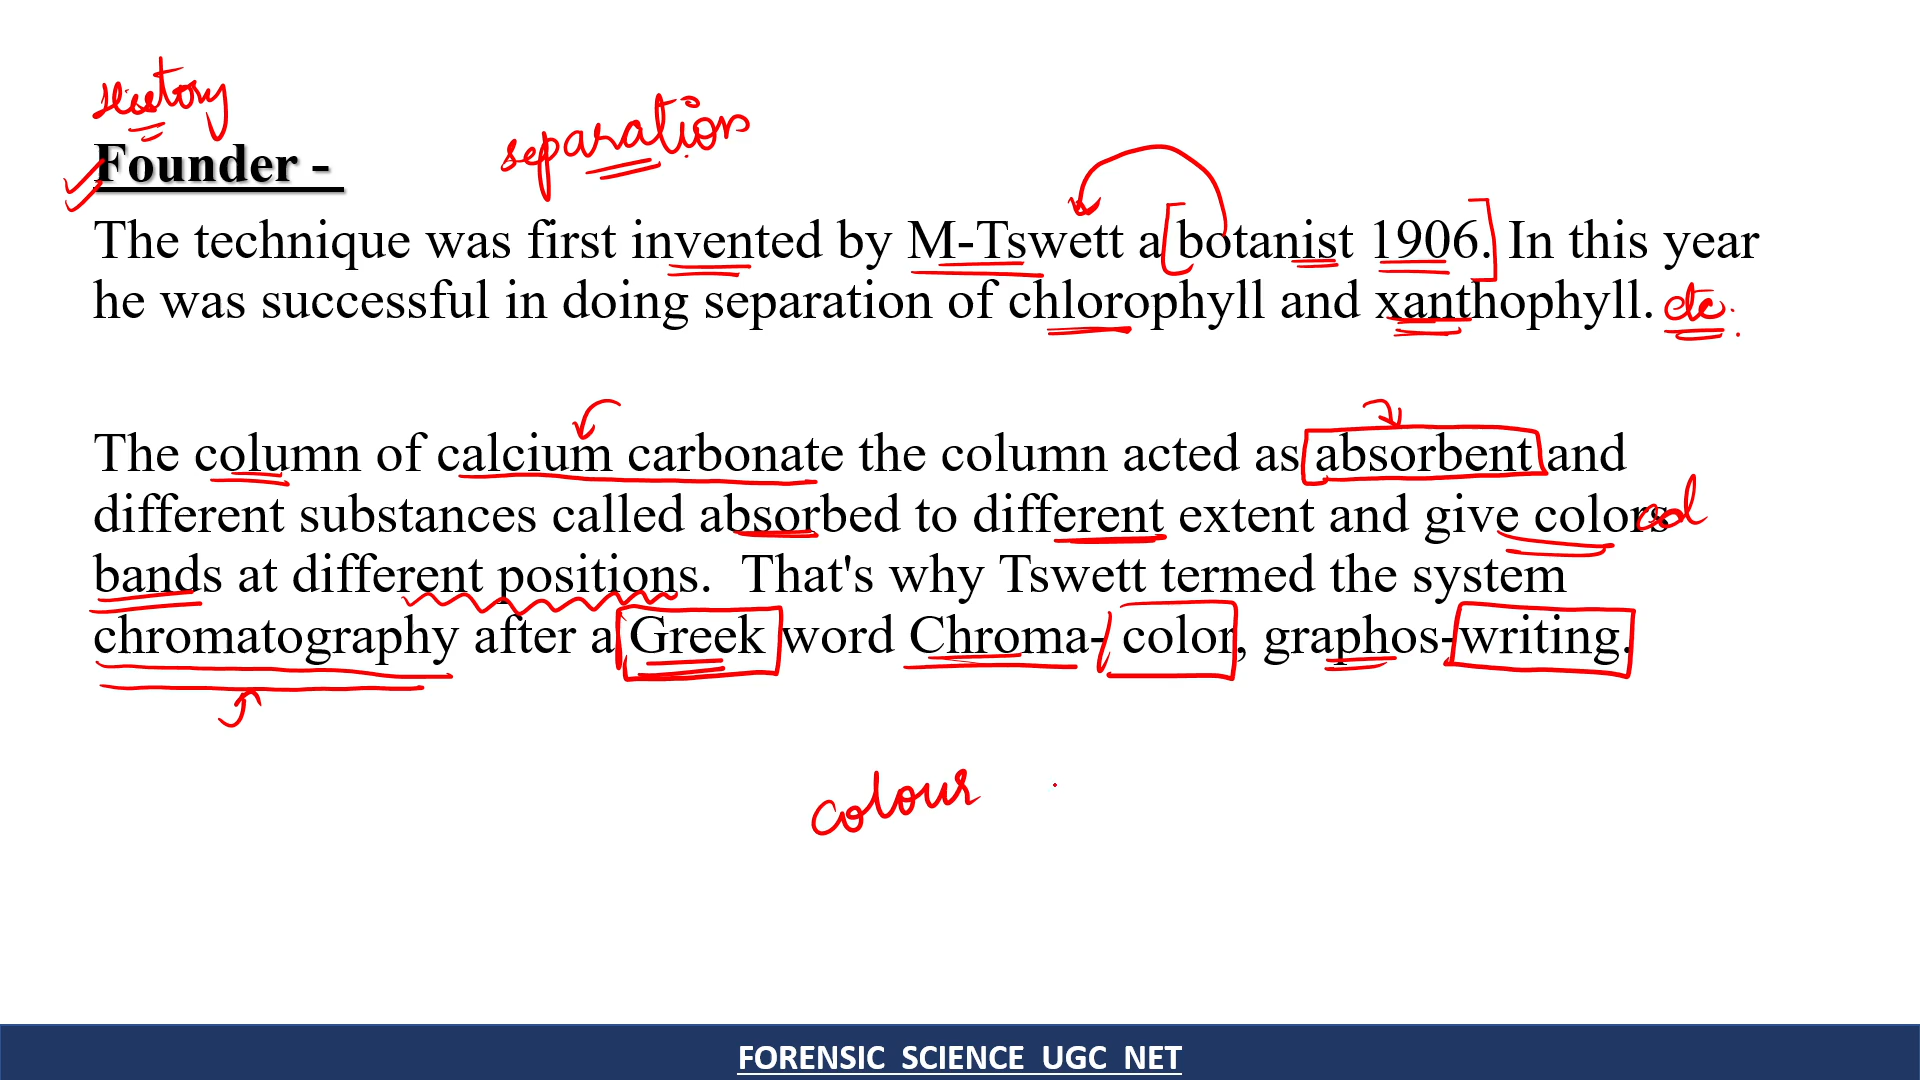 History
separation
Founder -
The technique was first invented by M-Tswett a botanist 1906. In this year
he was successful in doing separation of chlorophyll and xanthophyll. etc.
The column of calcium carbonate the column acted as absorbent and
different substances called absorbed to different extent and give colors
bands at different positions. That's why Tswett termed the system
chromatography after a Greek word Chroma- color, graphos-writing.
colour
FORENSIC SCIENCE UGC NET